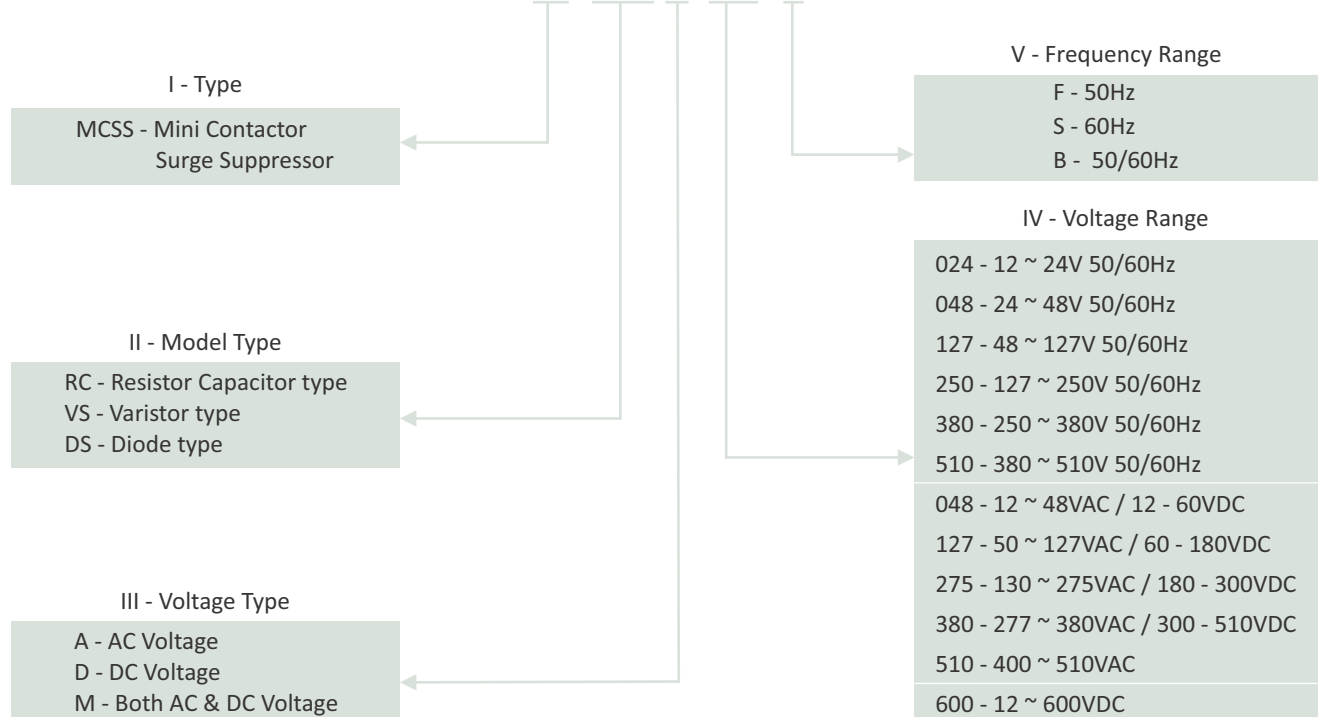 I - Type
MCSS - Mini Contactor
Surge Suppressor
II - Model Type
RC - Resistor Capacitor type
VS - Varistor type
DS - Diode type
III - Voltage Type
A - AC Voltage
D - DC Voltage
M - Both AC & DC Voltage
V - Frequency Range
F - 50Hz
S - 60Hz
B - 50/60Hz
IV - Voltage Range
024 - 12 ~ 24V 50/60Hz
048 - 24 ~ 48V 50/60Hz
127 - 48 ~ 127V 50/60Hz
250 - 127 ~ 250V 50/60Hz
380 - 250 ~ 380V 50/60Hz
510 - 380 ~ 510V 50/60Hz
048 - 12 ~ 48VAC / 12 - 60VDC
127 - 50 ~ 127VAC / 60 - 180VDC
275 - 130 ~ 275VAC / 180 - 300VDC
380 - 277 ~ 380VAC / 300 - 510VDC
510 - 400 ~ 510VAC
600 - 12 ~ 600VDC